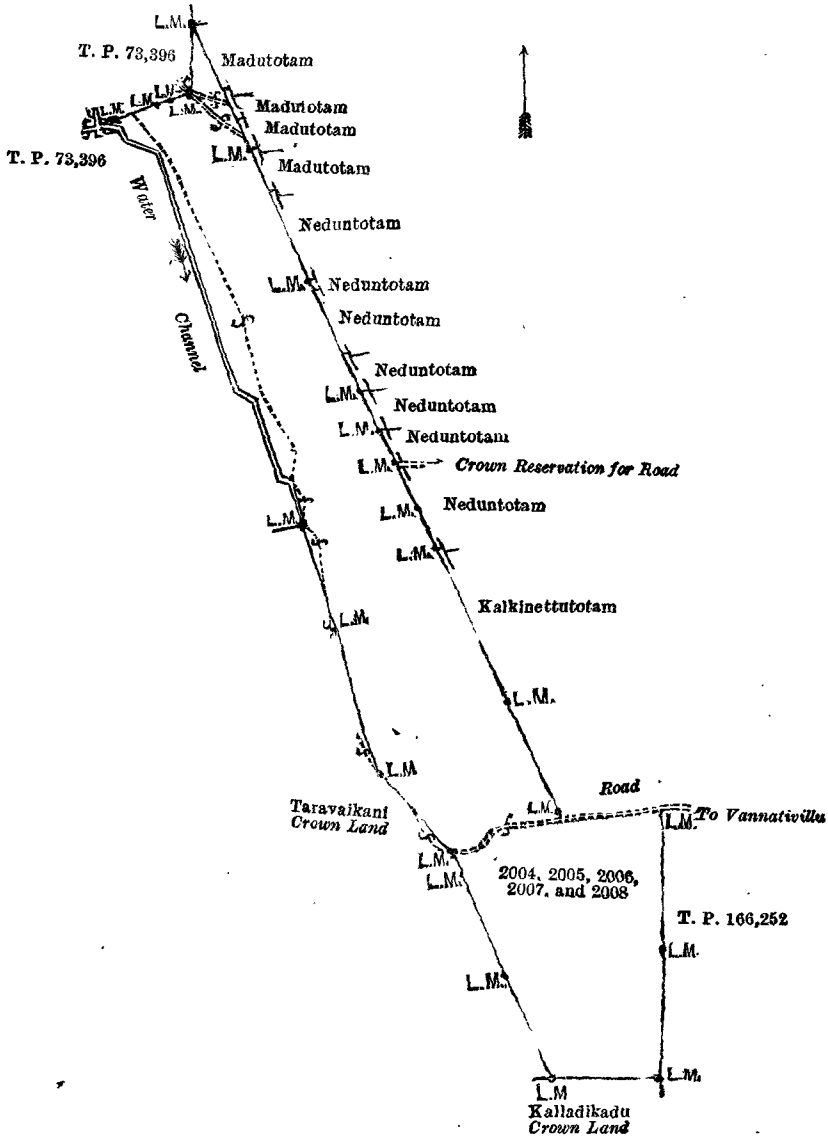 L.M.
T. P. 73,396
Madutotam
L.M.
L.M.
L.M.
L.M.
Madutotam
Madutotam
L.M.
T. P. 73,396
Madutotam
Water
Neduntotam
L.M.
Neduntotam
Channel
Neduntotam
Neduntotam
L.M.
Neduntotam
L.M.
Neduntotam
L.M.
Crown Reservation for Road
L.M.
Neduntotam
L.M.
L.M.
Kalkinettutotam
L.M.
L.M.
L.M
Road
Taravaikani
Crown Land
L.M.
To Vannativillu
L.M.
L.M.
L.M.
2004, 2005, 2006,
2007, and 2008
T. P. 166,252
L.M.
L.M.
L.M.
L.M
Kalladikadu
Crown Land